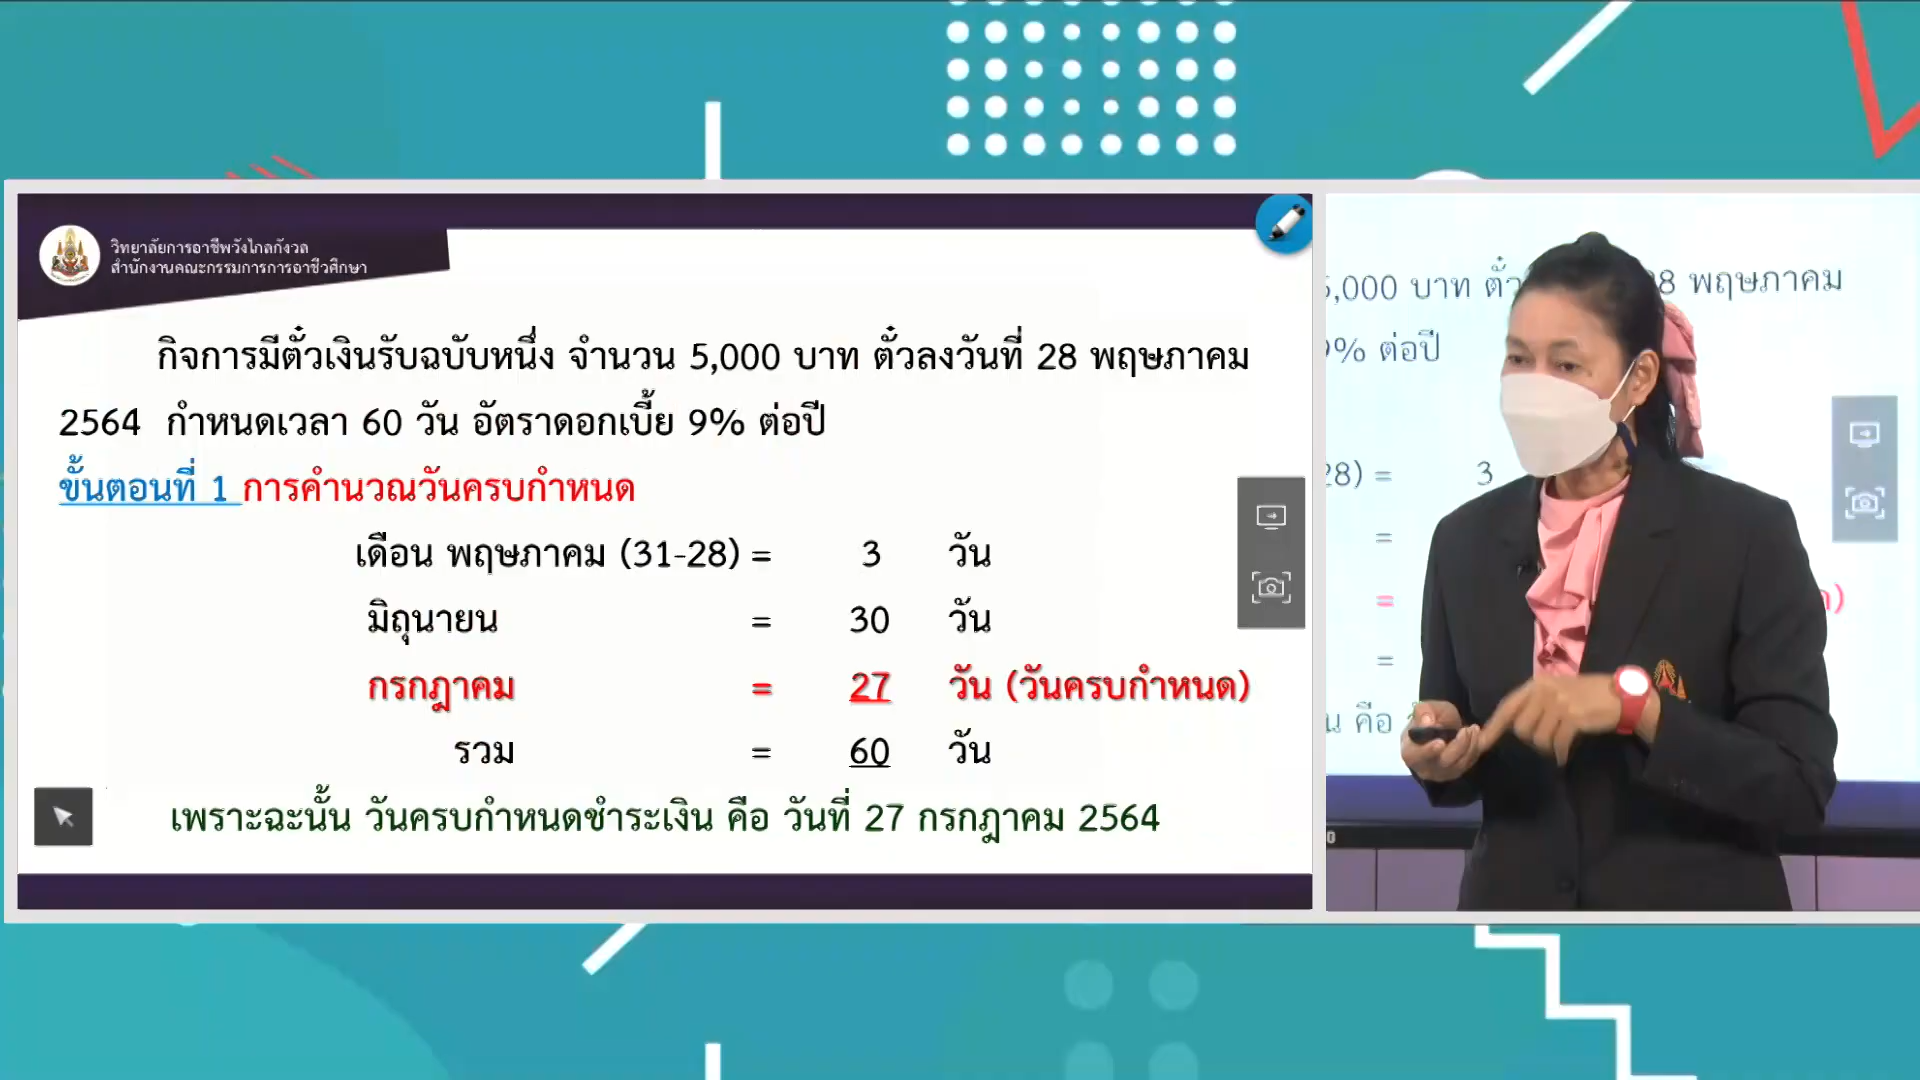 วิทยาลัยการอาชีพวังไกลกังวล
สำนักงานคณะกรรมการการอาชีวศึกษา
กิจการมีตั๋วเงินรับฉบับหนึ่ง จำนวน 5,000 บาท ตั๋วลงวันที่ 28 พฤษภาคม
2564 กำหนดเวลา 60 วัน อัตราดอกเบี้ย 9% ต่อปี
ขั้นตอนที่ 1 การคำนวณวันครบกำหนด
เดือน พฤษภาคม (31-28) = 3 วัน
มิถุนายน = 30 วัน
กรกฎาคม = 27 วัน (วันครบกำหนด)
รวม = 60 วัน
เพราะฉะนั้น วันครบกำหนดชำระเงิน คือ วันที่ 27 กรกฎาคม 2564
,000 บาท ตั๋ว 8 พฤษภาคม
9% ต่อปี
28) = 3
=
=
=
น คือ